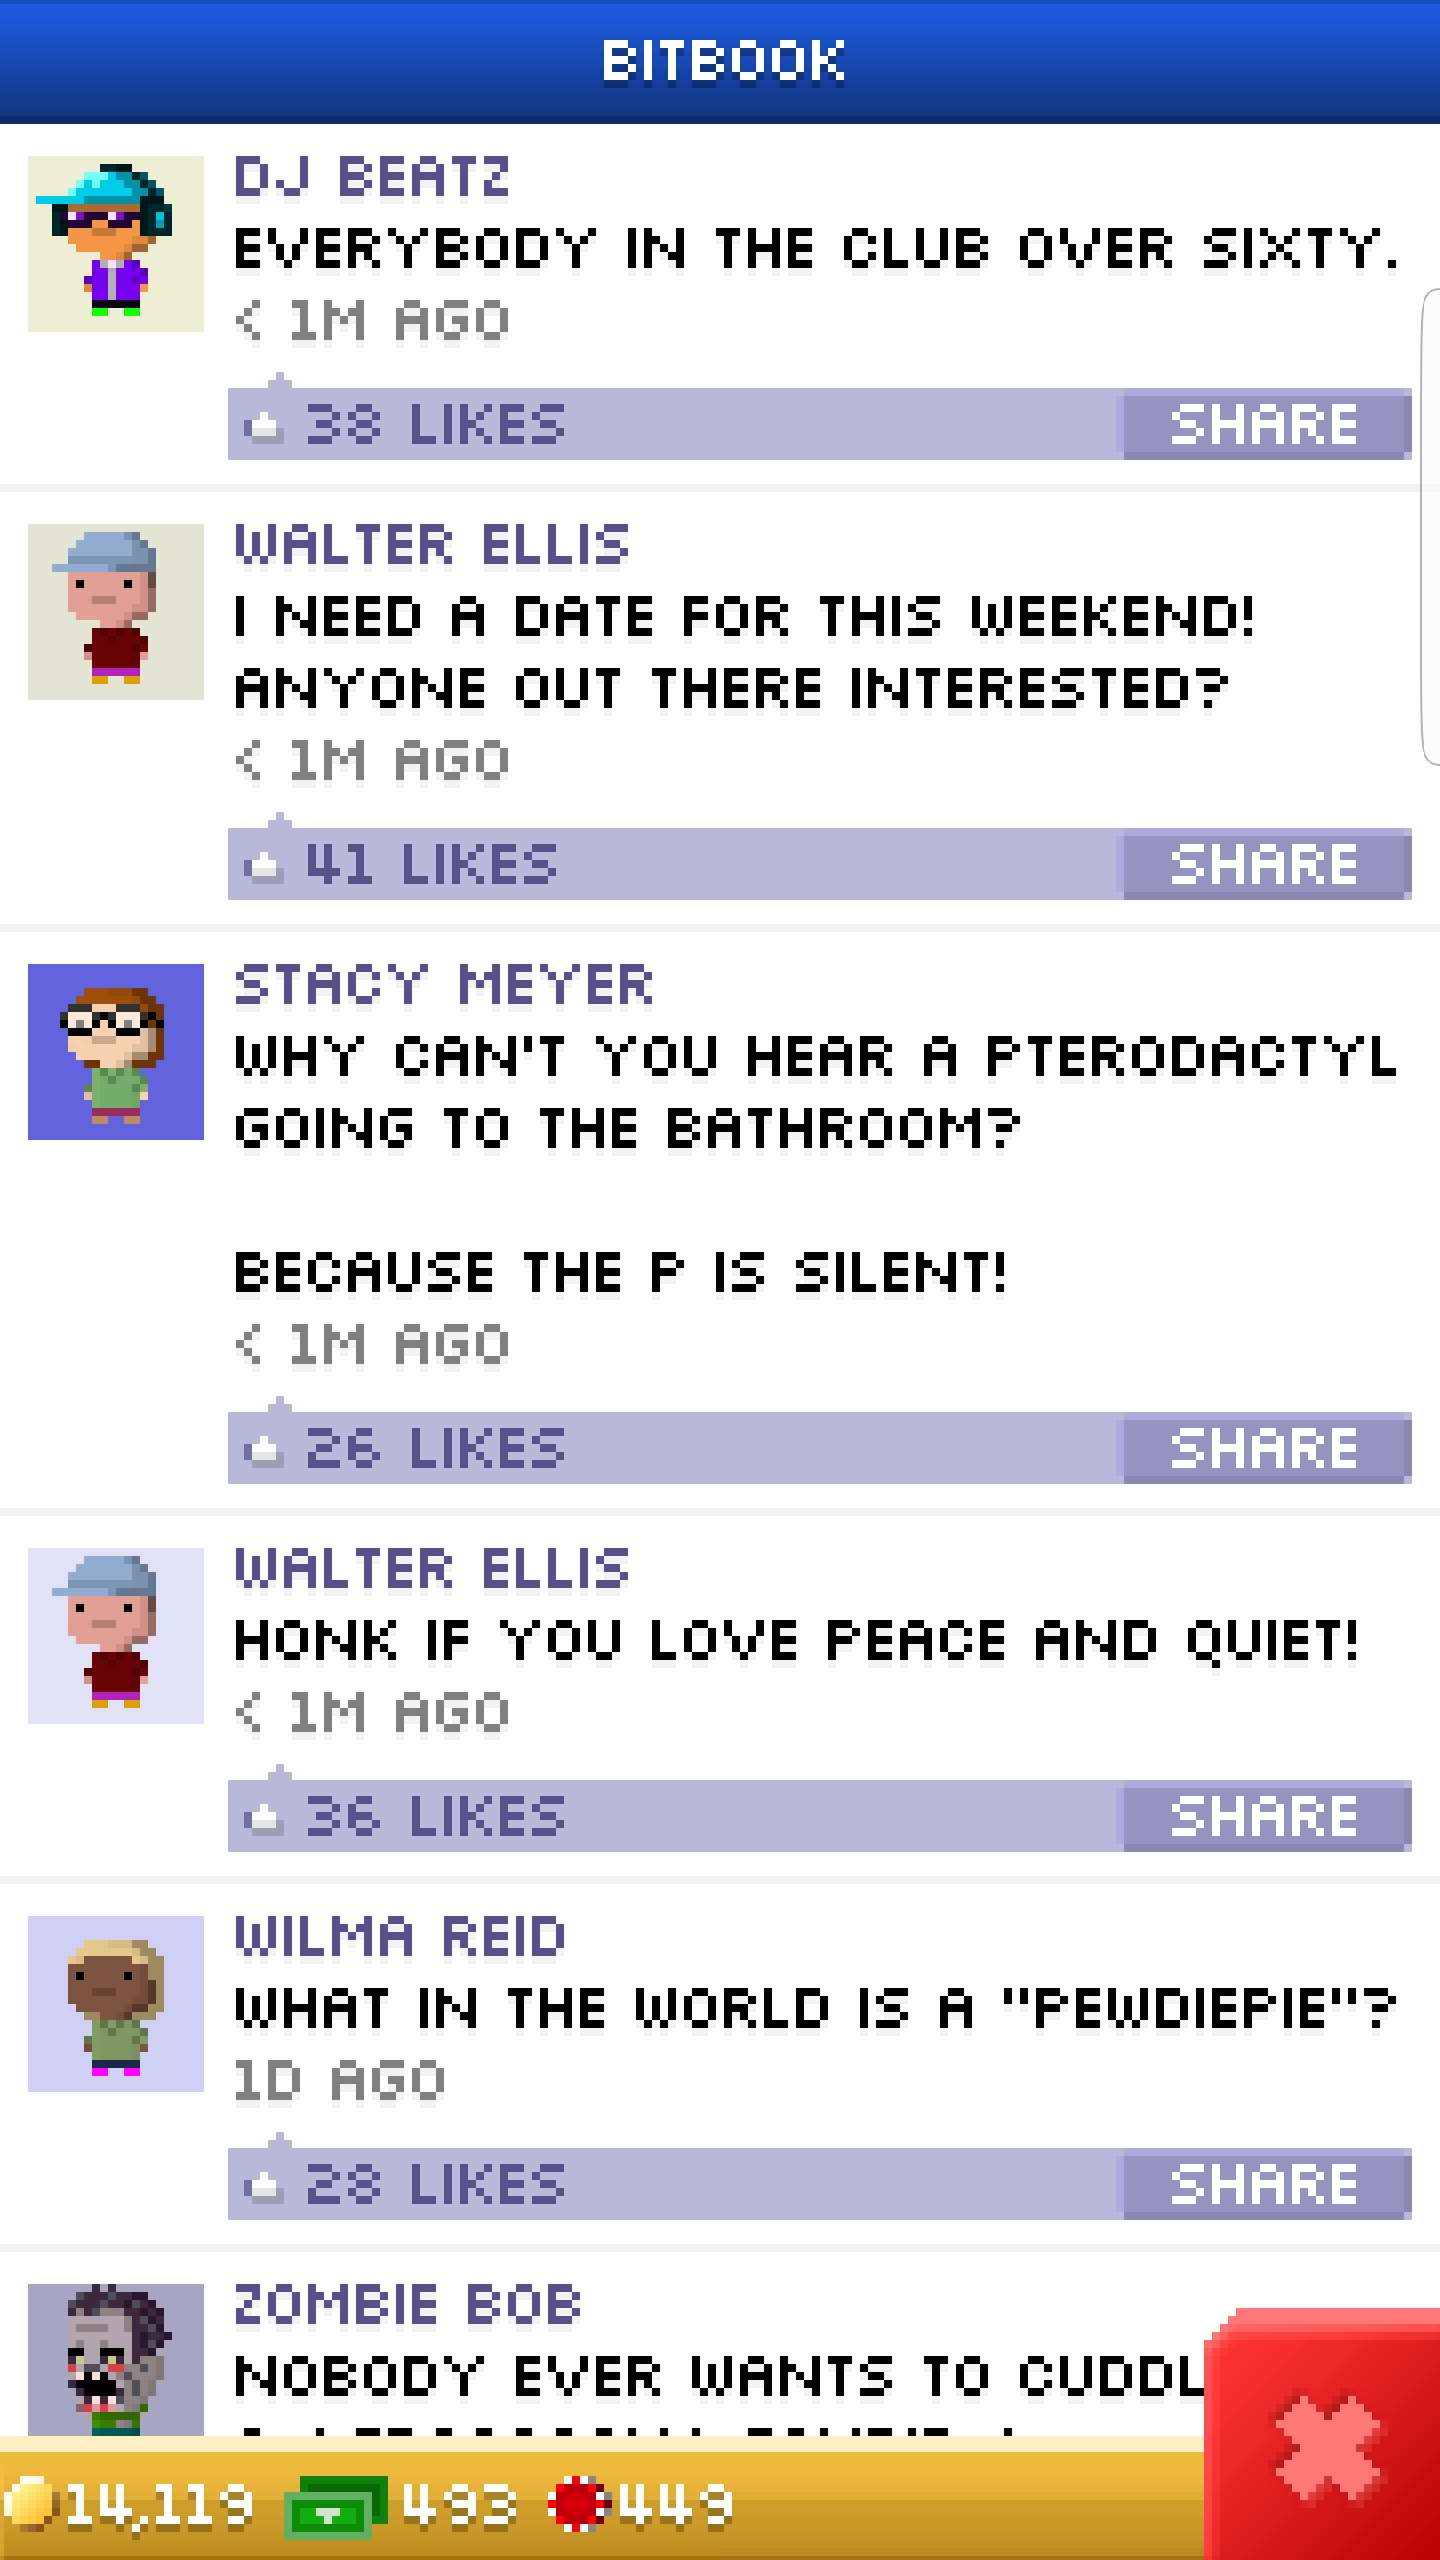 BITBOOK
DJ BEATZ
EVERYBODY IN THE CLUB OVER SIXTY.
< 1M AGO
38 LIKES
SHARE
WALTER ELLIS
I NEED A DATE FOR THIS WEEKEND!
ANYONE OUT THERE INTERESTED?
< 1M AGO
41 LIKES
SHARE
STACY MEYER
WHY CAN'T YOU HEAR A PTERODACTYL
GOING TO THE BATHROOM?
BECAUSE THE P IS SILENT!
< 1M AGO
26 LIKES
SHARE
WALTER ELLIS
HONK IF YOU LOVE PEACE AND QUIET!
< 1M AGO
36 LIKES
SHARE
WILMA REID
WHAT IN THE WORLD IS A "PEWDIEPIE"?
1D AGO
28 LIKES
SHARE
ZOMBIE BOB
NOBODY EVER WANTS TO CUDDL
14,119 493 449